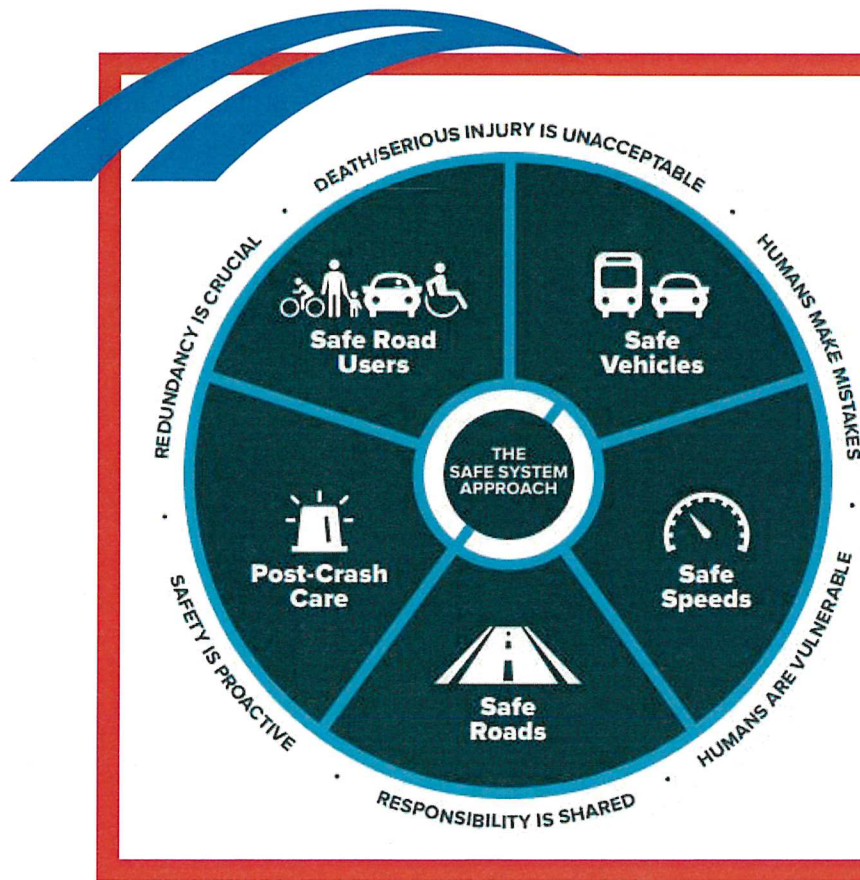 DEATH/SERIOUS INJURY IS UNACCEPTABLE
HUMANS MAKE MISTAKES
HUMANS ARE VULNERABLE
RESPONSIBILITY IS SHARED
SAFETY IS PROACTIVE
REDUNDANCY IS CRUCIAL
Safe Road
Users
Safe
Vehicles
THE
SAFE SYSTEM
APPROACH
Post-Crash
Care
Safe
Speeds
Safe
Roads